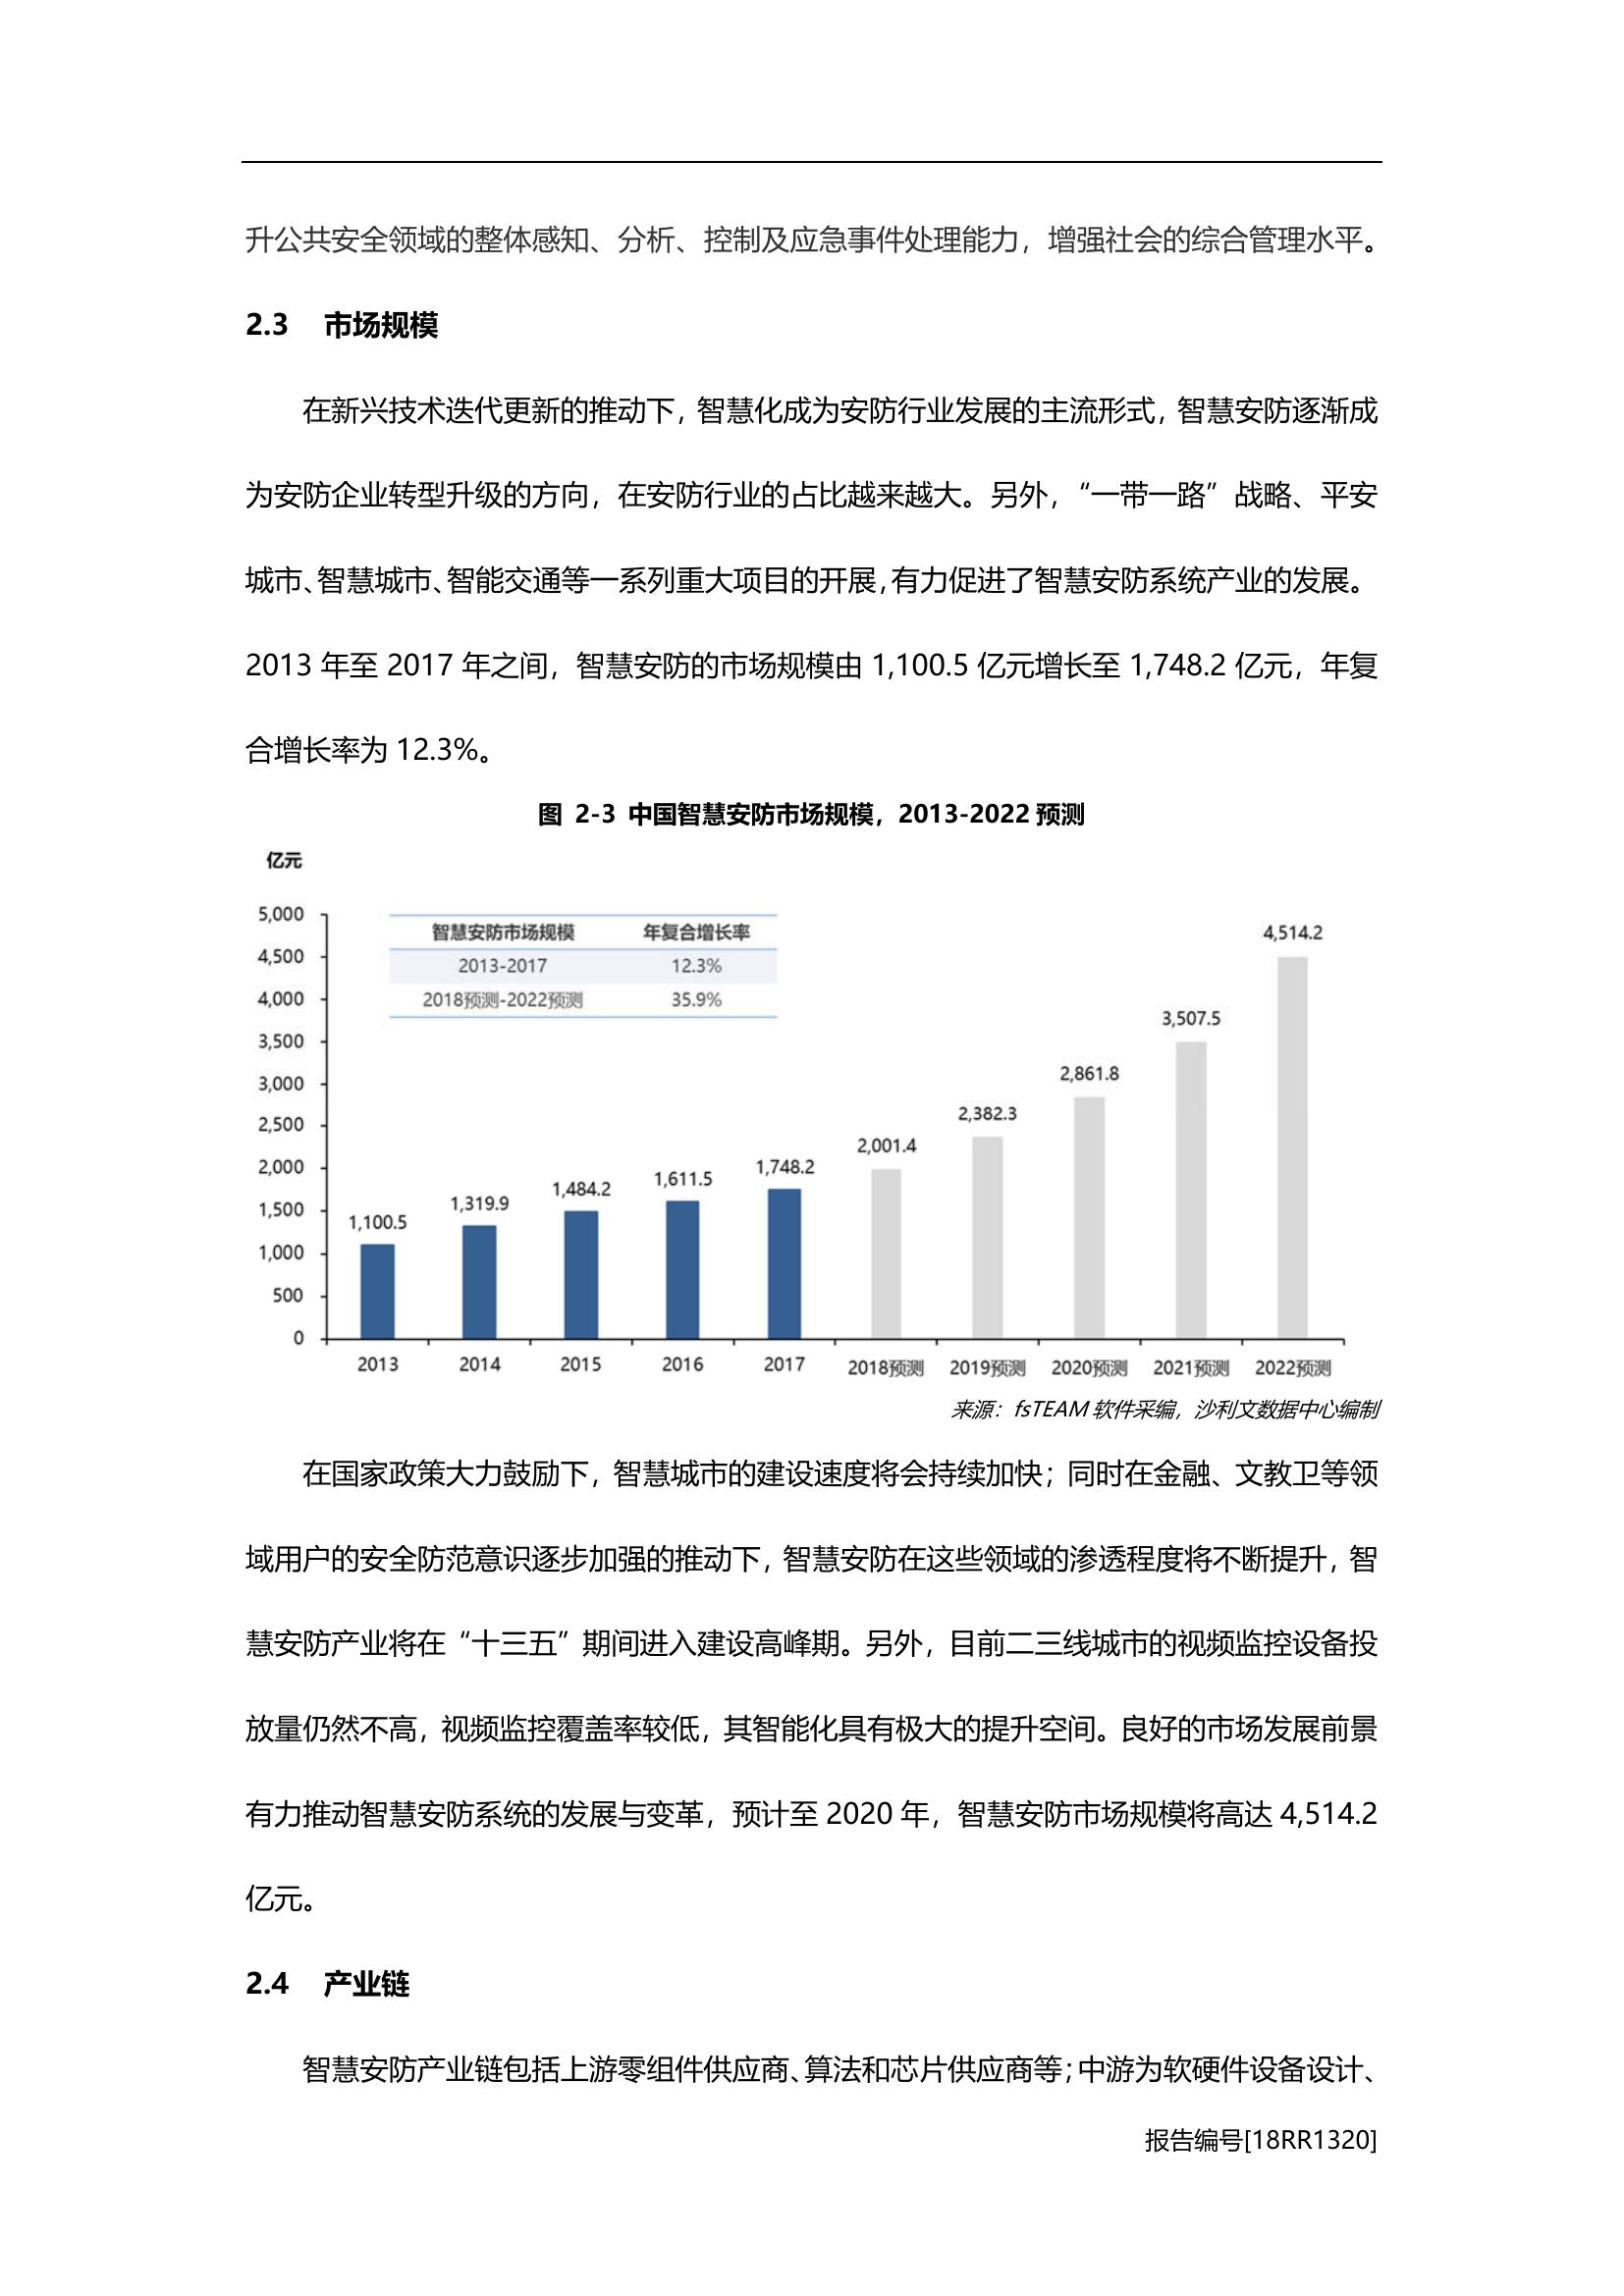 升公共安全领域的整体感知、分析、控制及应急事件处理能力，增强社会的综合管理水平。
2.3 市场规模
在新兴技术迭代更新的推动下，智慧化成为安防行业发展的主流形式，智慧安防逐渐成
为安防企业转型升级的方向，在安防行业的占比越来越大。另外，“一带一路”战略、平安
城市、智慧城市、智能交通等一系列重大项目的开展，有力促进了智慧安防系统产业的发展。
2013 年至 2017 年之间，智慧安防的市场规模由 1,100.5 亿元增长至 1,748.2 亿元，年复
合增长率为 12.3%。
图 2-3 中国智慧安防市场规模，2013-2022 预测
亿元
5,000
4,500
4,000
3,500
3,000
2,500
2,000
1,500
1,000
500
0
智慧安防市场规模 年复合增长率
2013-2017 12.3%
2018预测-2022预测 35.9%
1,100.5
1,319.9
1,484.2
1,611.5
1,748.2
2,001.4
2,382.3
2,861.8
3,507.5
4,514.2
2013 2014 2015 2016 2017 2018预测 2019预测 2020预测 2021预测 2022预测
来源：fsTEAM 软件采编，沙利文数据中心编制
在国家政策大力鼓励下，智慧城市的建设速度将会持续加快；同时在金融、文教卫等领
域用户的安全防范意识逐步加强的推动下，智慧安防在这些领域的渗透程度将不断提升，智
慧安防产业将在“十三五”期间进入建设高峰期。另外，目前二三线城市的视频监控设备投
放量仍然不高，视频监控覆盖率较低，其智能化具有极大的提升空间。良好的市场发展前景
有力推动智慧安防系统的发展与变革，预计至 2020 年，智慧安防市场规模将高达 4,514.2
亿元。
2.4 产业链
智慧安防产业链包括上游零组件供应商、算法和芯片供应商等；中游为软硬件设备设计、
报告编号[18RR1320]